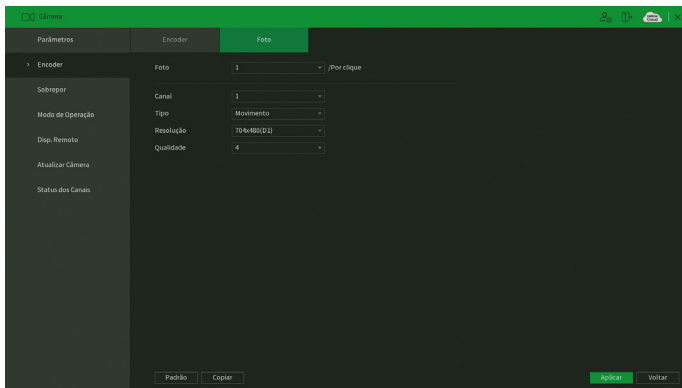 Câmera
Parâmetros
Encoder
Foto
> Encoder
Foto
1
/Por clique
Sobrepor
Canal
1
Modo de Operação
Tipo
Movimento
Resolução
704x480(D1)
Disp. Remoto
Qualidade
4
Atualizar Câmera
Status dos Canais
Padrão
Copiar
Aplicar
Voltar